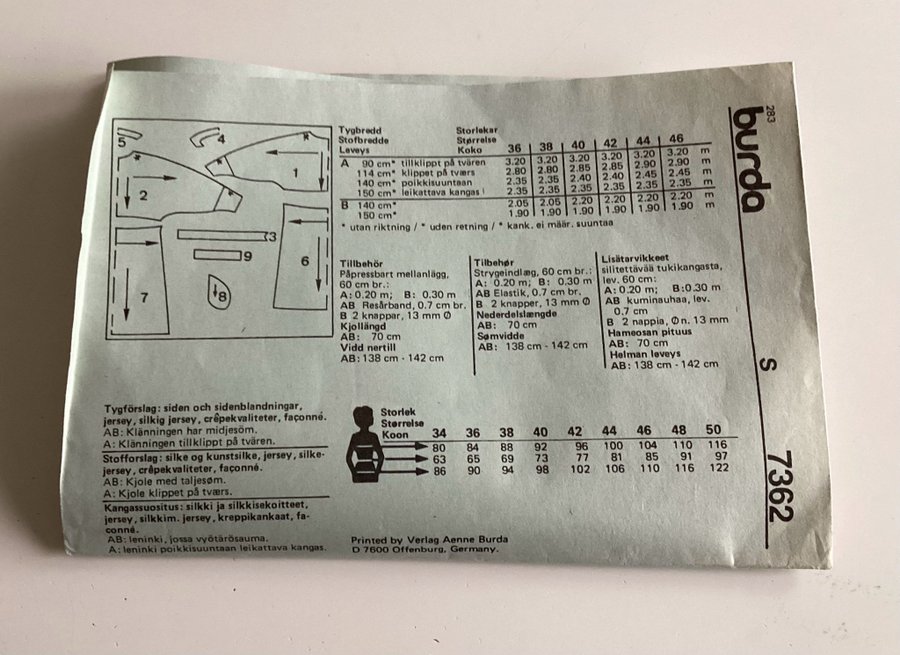 5
4
1
2
3
9
6
8
7
Tygbredd Storlekar
Stofbredde Størrelse
Leveys Koko 36 38 40 42 44 46
A 90 cm* tillklippt på tvären 3.20 3.20 3.20 3.20 3.20 3.20 m
114 cm* klippet på tværs 2.80 2.80 2.85 2.85 2.90 2.90 m
140 cm* poikkisuuntaan 2.35 2.35 2.40 2.40 2.45 2.45 m
150 cm* leikattava kangas 2.35 2.35 2.35 2.35 2.35 2.35 m
B 140 cm* 2.05 2.05 2.20 2.20 2.20 2.20 m
150 cm* 1.90 1.90 1.90 1.90 1.90 1.90 m
* utan riktning / * uden retning / * kank. ei määr. suuntaa
Tillbehör
Påpressbart mellanlägg,
60 cm br.:
A: 0.20 m; B: 0.30 m
AB Resårband, 0.7 cm br.
B 2 knappar, 13 mm Ø
Kjollängd
AB: 70 cm
Vidd nertill
AB: 138 cm - 142 cm
Tilbehør
Strygeindlæg, 60 cm br.:
A: 0.20 m; B: 0.30 m
AB Elastik, 0.7 cm br.
B 2 knapper, 13 mm Ø
Nederdelslængde
AB: 70 cm
Sømvidde
AB: 138 cm - 142 cm
Lisätarvikkeet
silitettävää tukikangasta,
lev. 60 cm:
A: 0.20 m; B: 0.30 m
AB kuminauhaa, lev.
0.7 cm
B 2 nappia, Ø n. 13 mm
Hameosan pituus
AB: 70 cm
Helman leveys
AB: 138 cm - 142 cm
Tygförslag: siden och sidenblandningar,
jersey, silkig jersey, crêpekvaliteter, façonné.
AB: Klänningen har midjesöm.
A: Klänningen tillklippt på tvären.
Stofforslag: silke og kunstsilke, jersey, silke-
jersey, crêpekvaliteter, façonné.
AB: Kjole med taljesøm.
A: Kjole klippet på tværs.
Kangassuositus: silkki ja silkkisekoitteet,
jersey, silkkim. jersey, kreppikankaat, fa-
conné.
AB: leninki, jossa vyötärösauma.
A: leninki poikkisuuntaan leikattava kangas.
Storlek
Størrelse
Koon 34 36 38 40 42 44 46 48 50
80 84 88 92 96 100 104 110 116
63 65 69 73 77 81 85 91 97
86 90 94 98 102 106 110 116 122
Printed by Verlag Aenne Burda
D 7600 Offenburg, Germany.
283
burda
S
7362